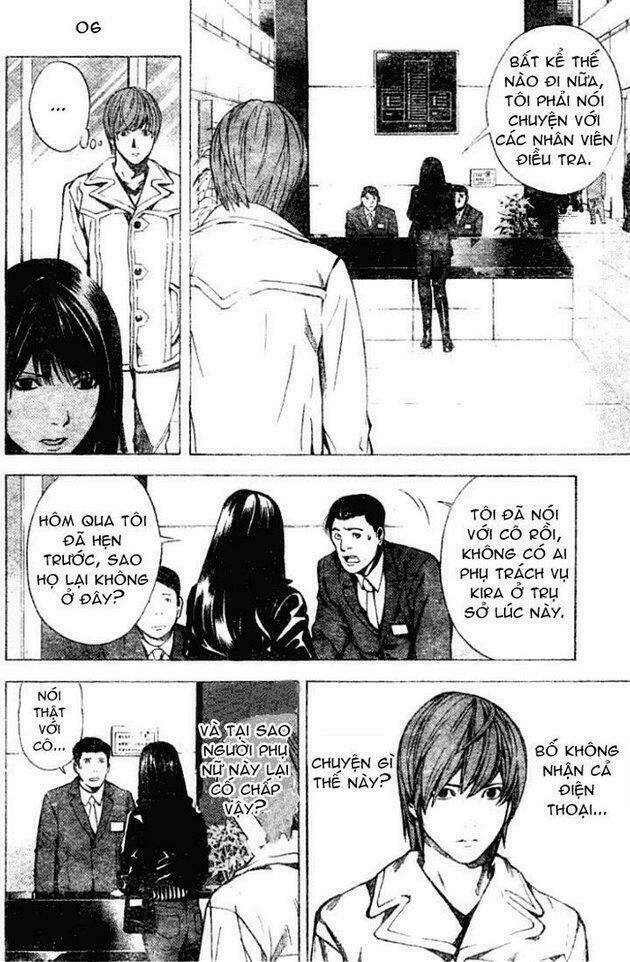 06
BẤT KỂ THẾ
NÀO ĐI NỮA,
TÔI PHẢI NÓI
CHUYỆN VỚI
CÁC NHÂN VIÊN
ĐIỀU TRA.
...
TÔI ĐÃ NÓI
VỚI CÔ RỒI,
KHÔNG CÓ AI
PHỤ TRÁCH VỤ
KIRA Ở TRỤ
SỞ LÚC NÀY.
HÔM QUA TÔI
ĐÃ HẸN
TRƯỚC, SAO
HỌ LẠI KHÔNG
Ở ĐÂY?
BỐ KHÔNG
NHẬN CẢ
ĐIỆN
THOẠI...
CHUYỆN GÌ
THẾ NÀY?
VÀ TẠI SAO
NGƯỜI PHỤ
NỮ NÀY LẠI
CỐ CHẤP
VẬY?
NÓI
THẬT
VỚI
CÔ...